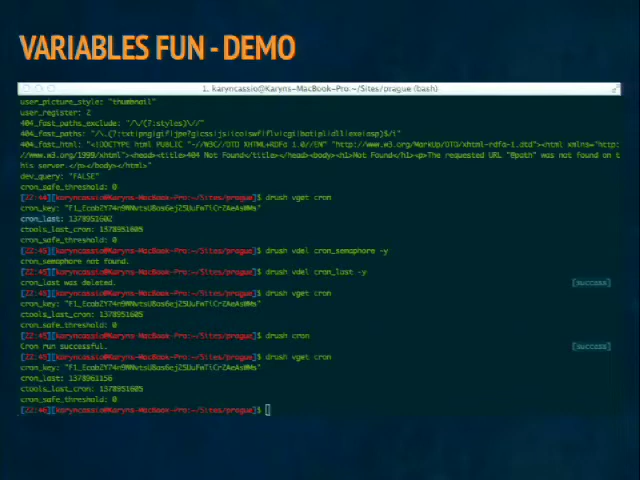 VARIABLES FUN - DEMO
1. karyncassio@Karyns-MacBook-Pro:~/Sites/prague (bash)
user_picture_style: "thumbnail"
user_register: 2
404_fast_paths_exclude: "/\/(?:styles)\//"
404_fast_paths:
404_fast_html: "<!DOCTYPE html PUBLIC "-//W3C//DTD XHTML+RDFa 1.0//EN" "http://www.w3.org/MarkUp/DTD/xhtml-rdfa-1.dtd"><html xmlns="http:
//www.w3.org/1999/xhtml"><head><title>404 Not Found</title></head><body><h1>Not Found</h1><p>The requested URL "@path" was not found on t
his server.</p></body></html>"
dev_query: "FALSE"
cron_safe_threshold: 0
[22:44][karyncassio@Karyns-MacBook-Pro:~/Sites/prague]$ drush vget cron
cron_key:
cron_last: 1378951602
ctools_last_cron: 1378951605
cron_safe_threshold: 0
[22:45][karyncassio@Karyns-MacBook-Pro:~/Sites/prague]$ drush vdel cron_semaphore -y
cron_semaphore not found.
[22:45][karyncassio@Karyns-MacBook-Pro:~/Sites/prague]$ drush vdel cron_last -y
cron_last was deleted. [success]
[22:45][karyncassio@Karyns-MacBook-Pro:~/Sites/prague]$ drush vget cron
cron_key:
ctools_last_cron: 1378951605
cron_safe_threshold: 0
[22:45][karyncassio@Karyns-MacBook-Pro:~/Sites/prague]$ drush cron
Cron run successful. [success]
[22:45][karyncassio@Karyns-MacBook-Pro:~/Sites/prague]$ drush vget cron
cron_key:
cron_last: 1378961156
ctools_last_cron: 1378951605
cron_safe_threshold: 0
[22:46][karyncassio@Karyns-MacBook-Pro:~/Sites/prague]$